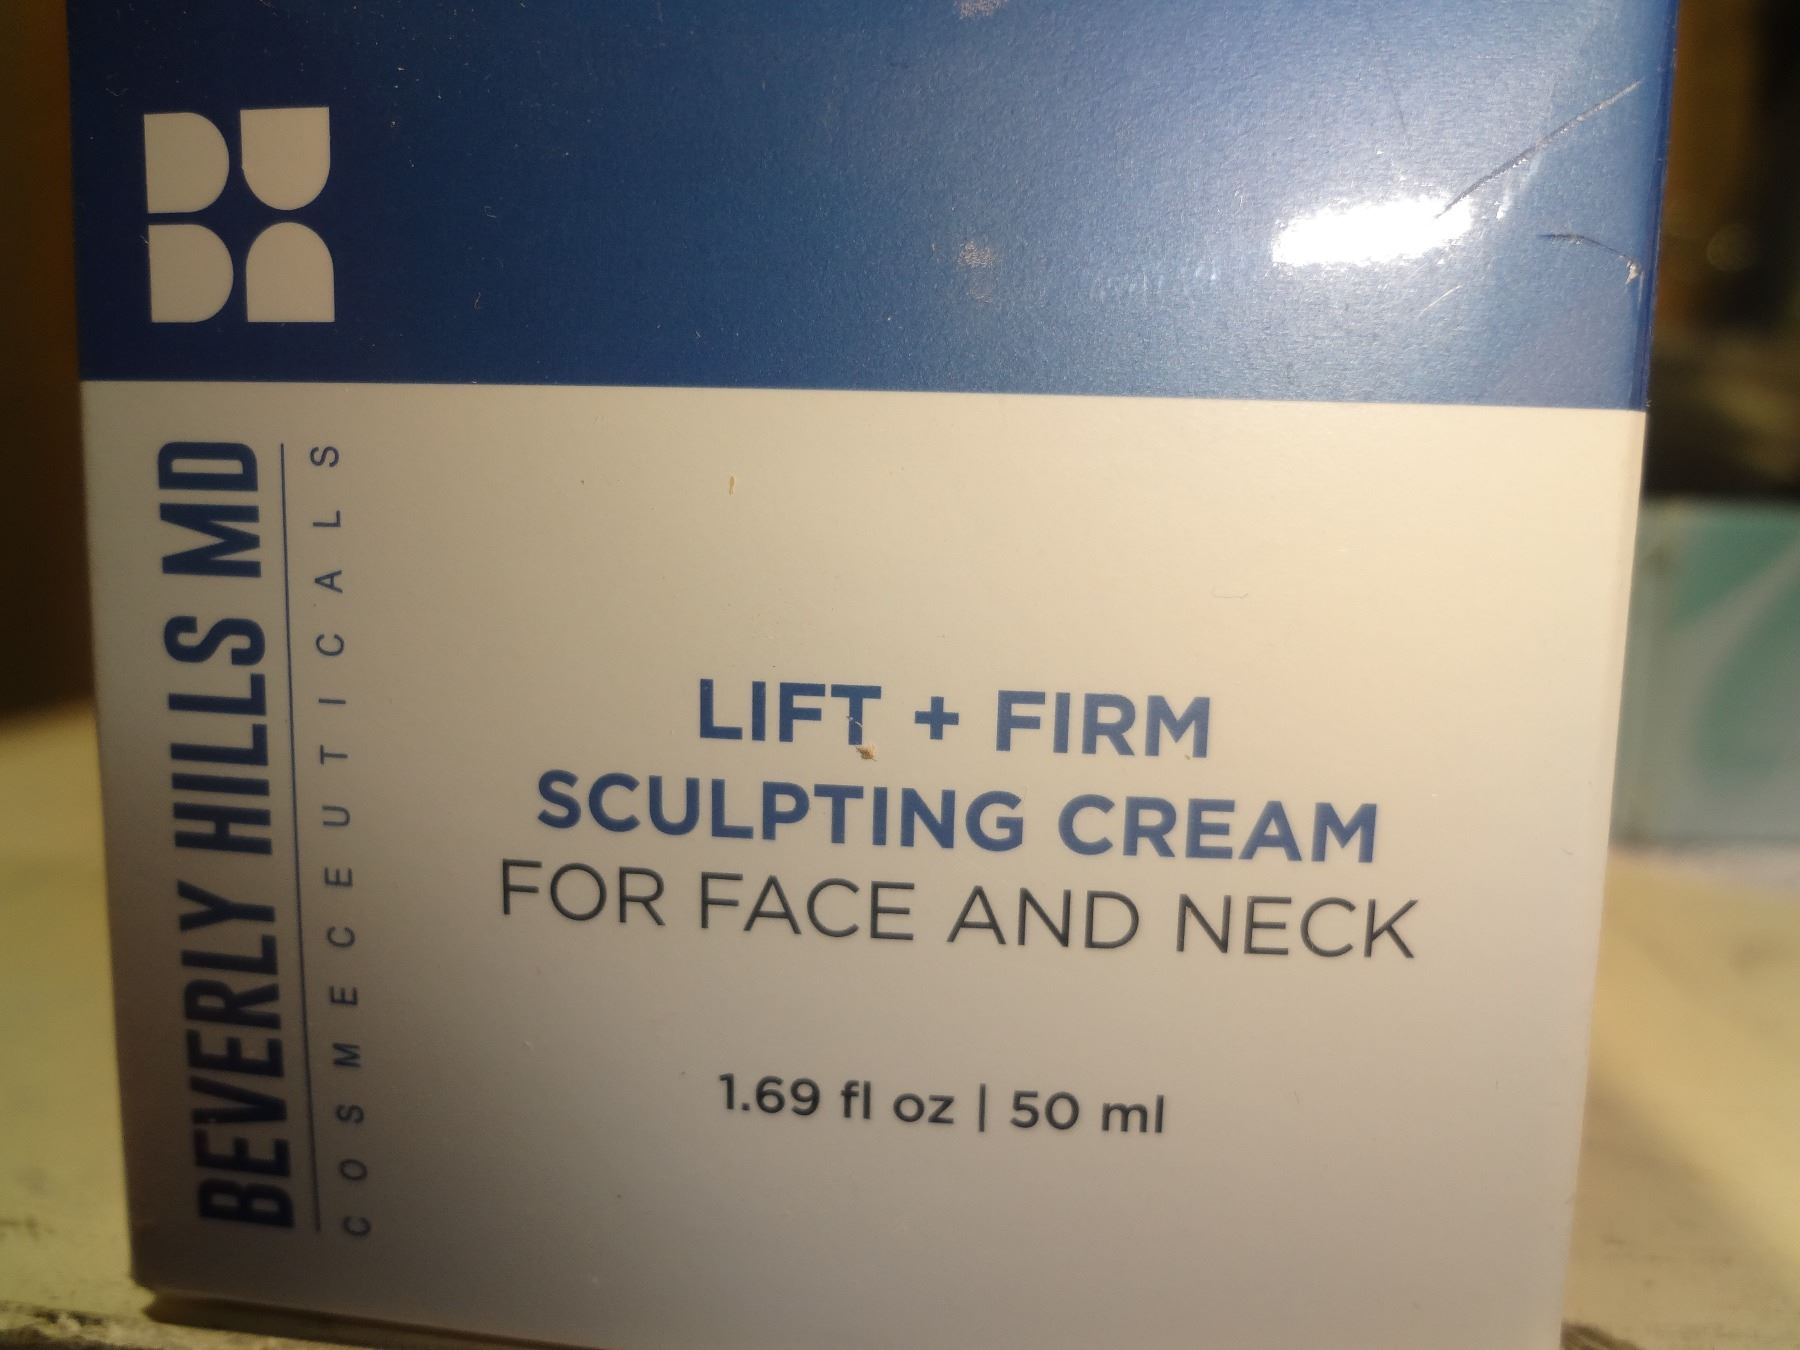 BEVERLY HILLS MD
COSMECEUTICALS
LIFT + FIRM
SCULPTING CREAM
FOR FACE AND NECK
1.69 fl oz | 50 ml